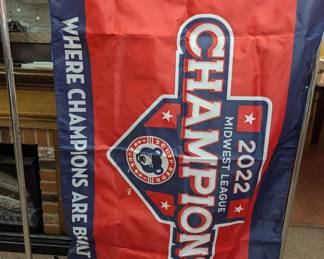 2022
MIDWEST LEAGUE
CHAMPION
WHERE CHAMPIONS ARE